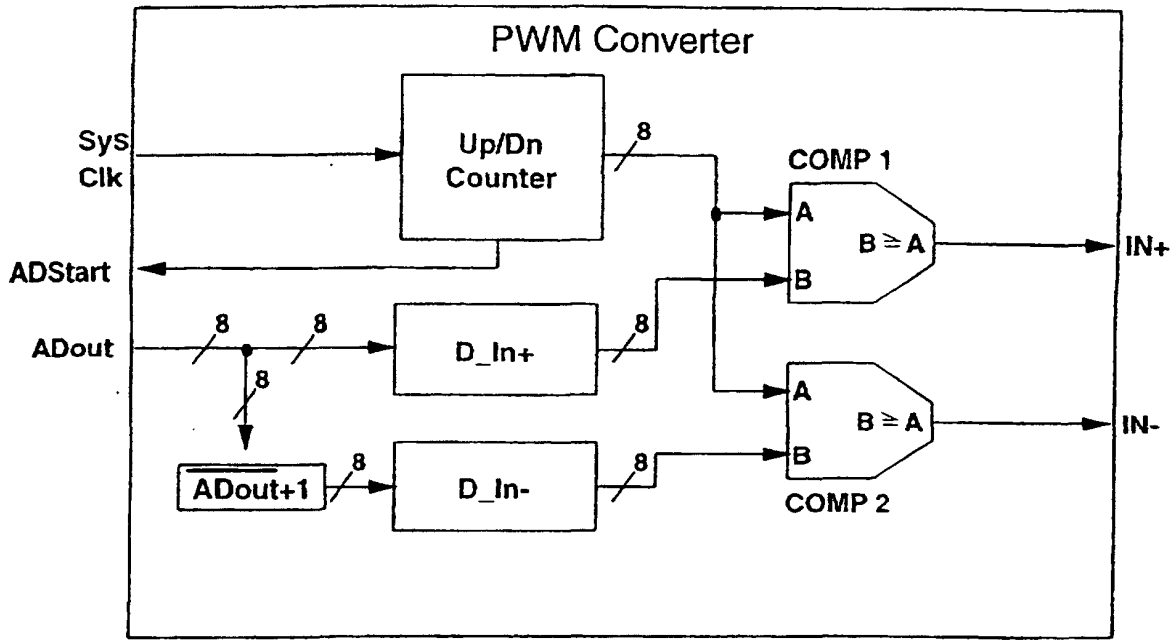 PWM Converter
Sys
Clk
Up/Dn
Counter
8
COMP 1
A
B ≥ A
B
IN+
ADStart
ADout
8
8
D_In+
8
8
A
B ≥ A
B
IN-
COMP 2
A̅D̅o̅u̅t̅+1
8
D_In-
8